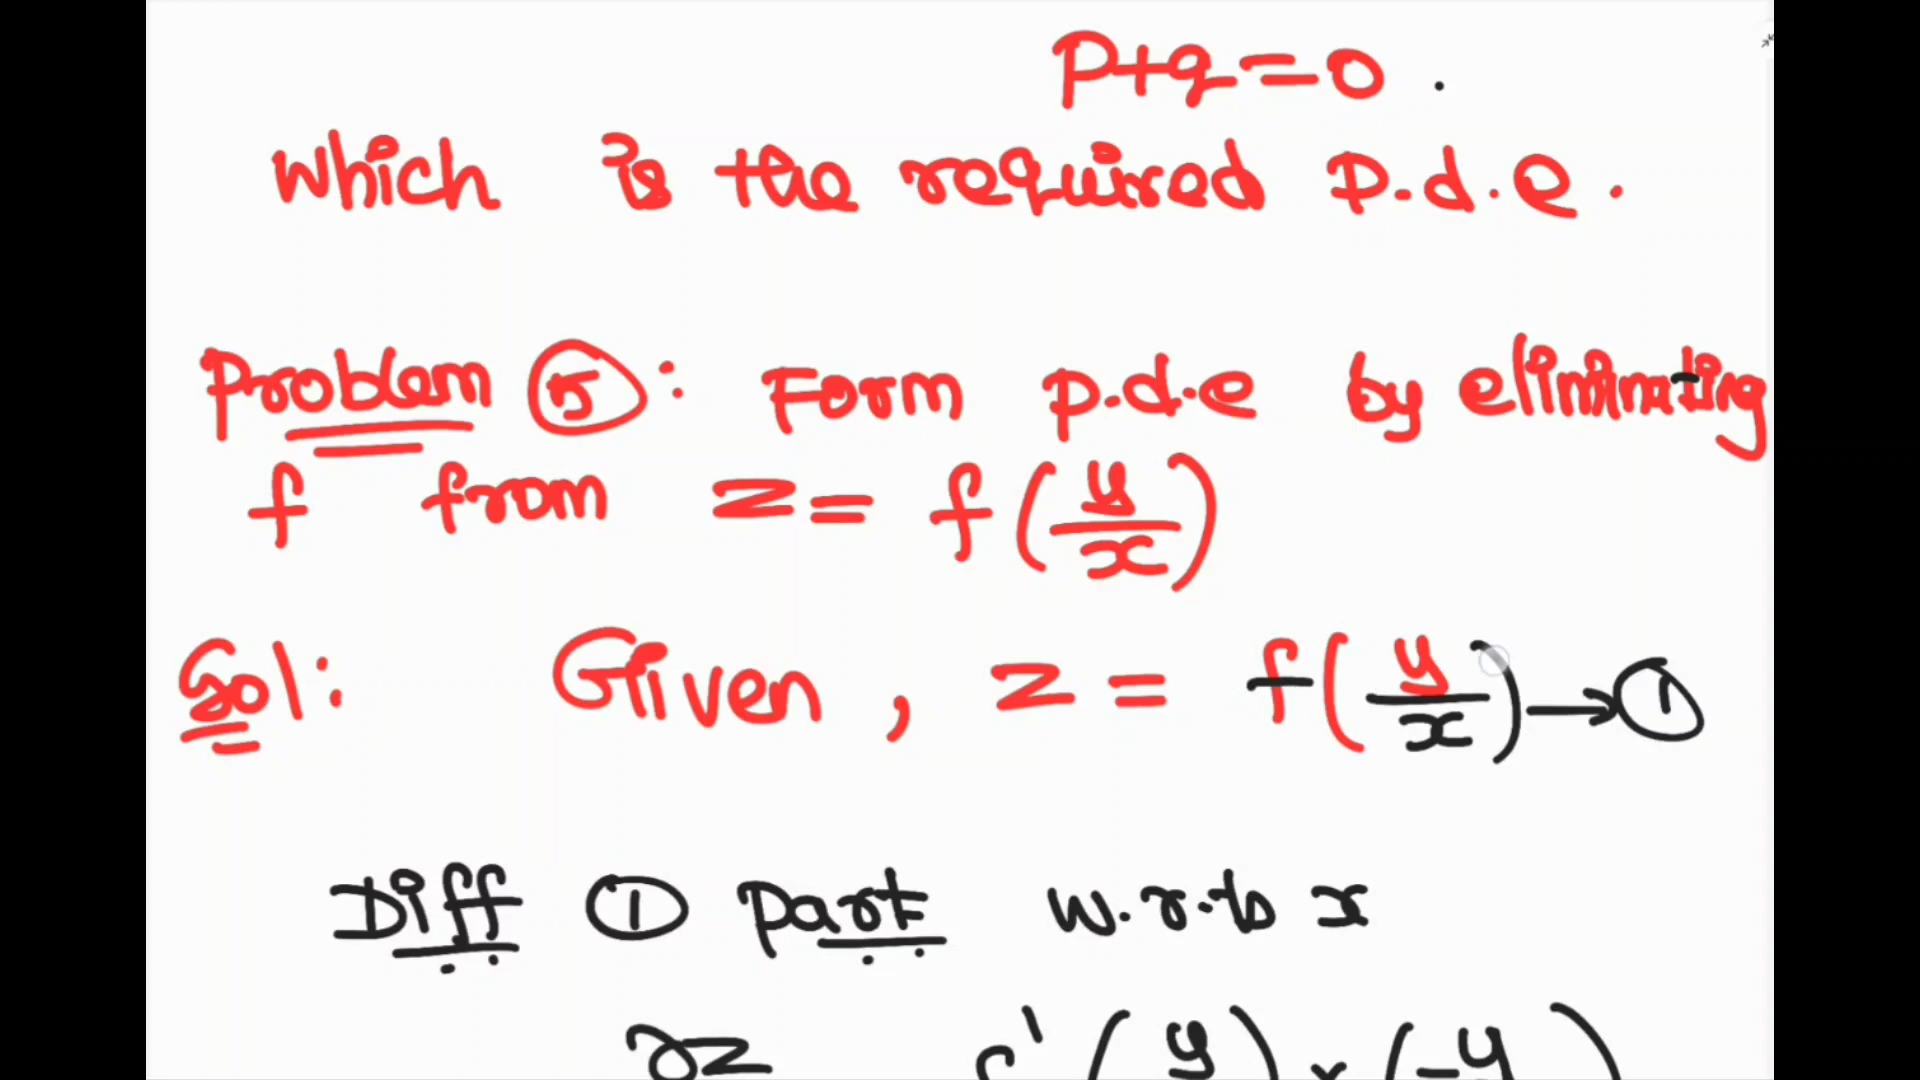 P+q=0.
Which is the required p.d.e.
Problem 5: Form p.d.e by eliminating
f from z = f(y/x)
Sol: Given, z = f(y/x) → 1
Diff 1 part w.r.to x
∂z f'(y × (-y )